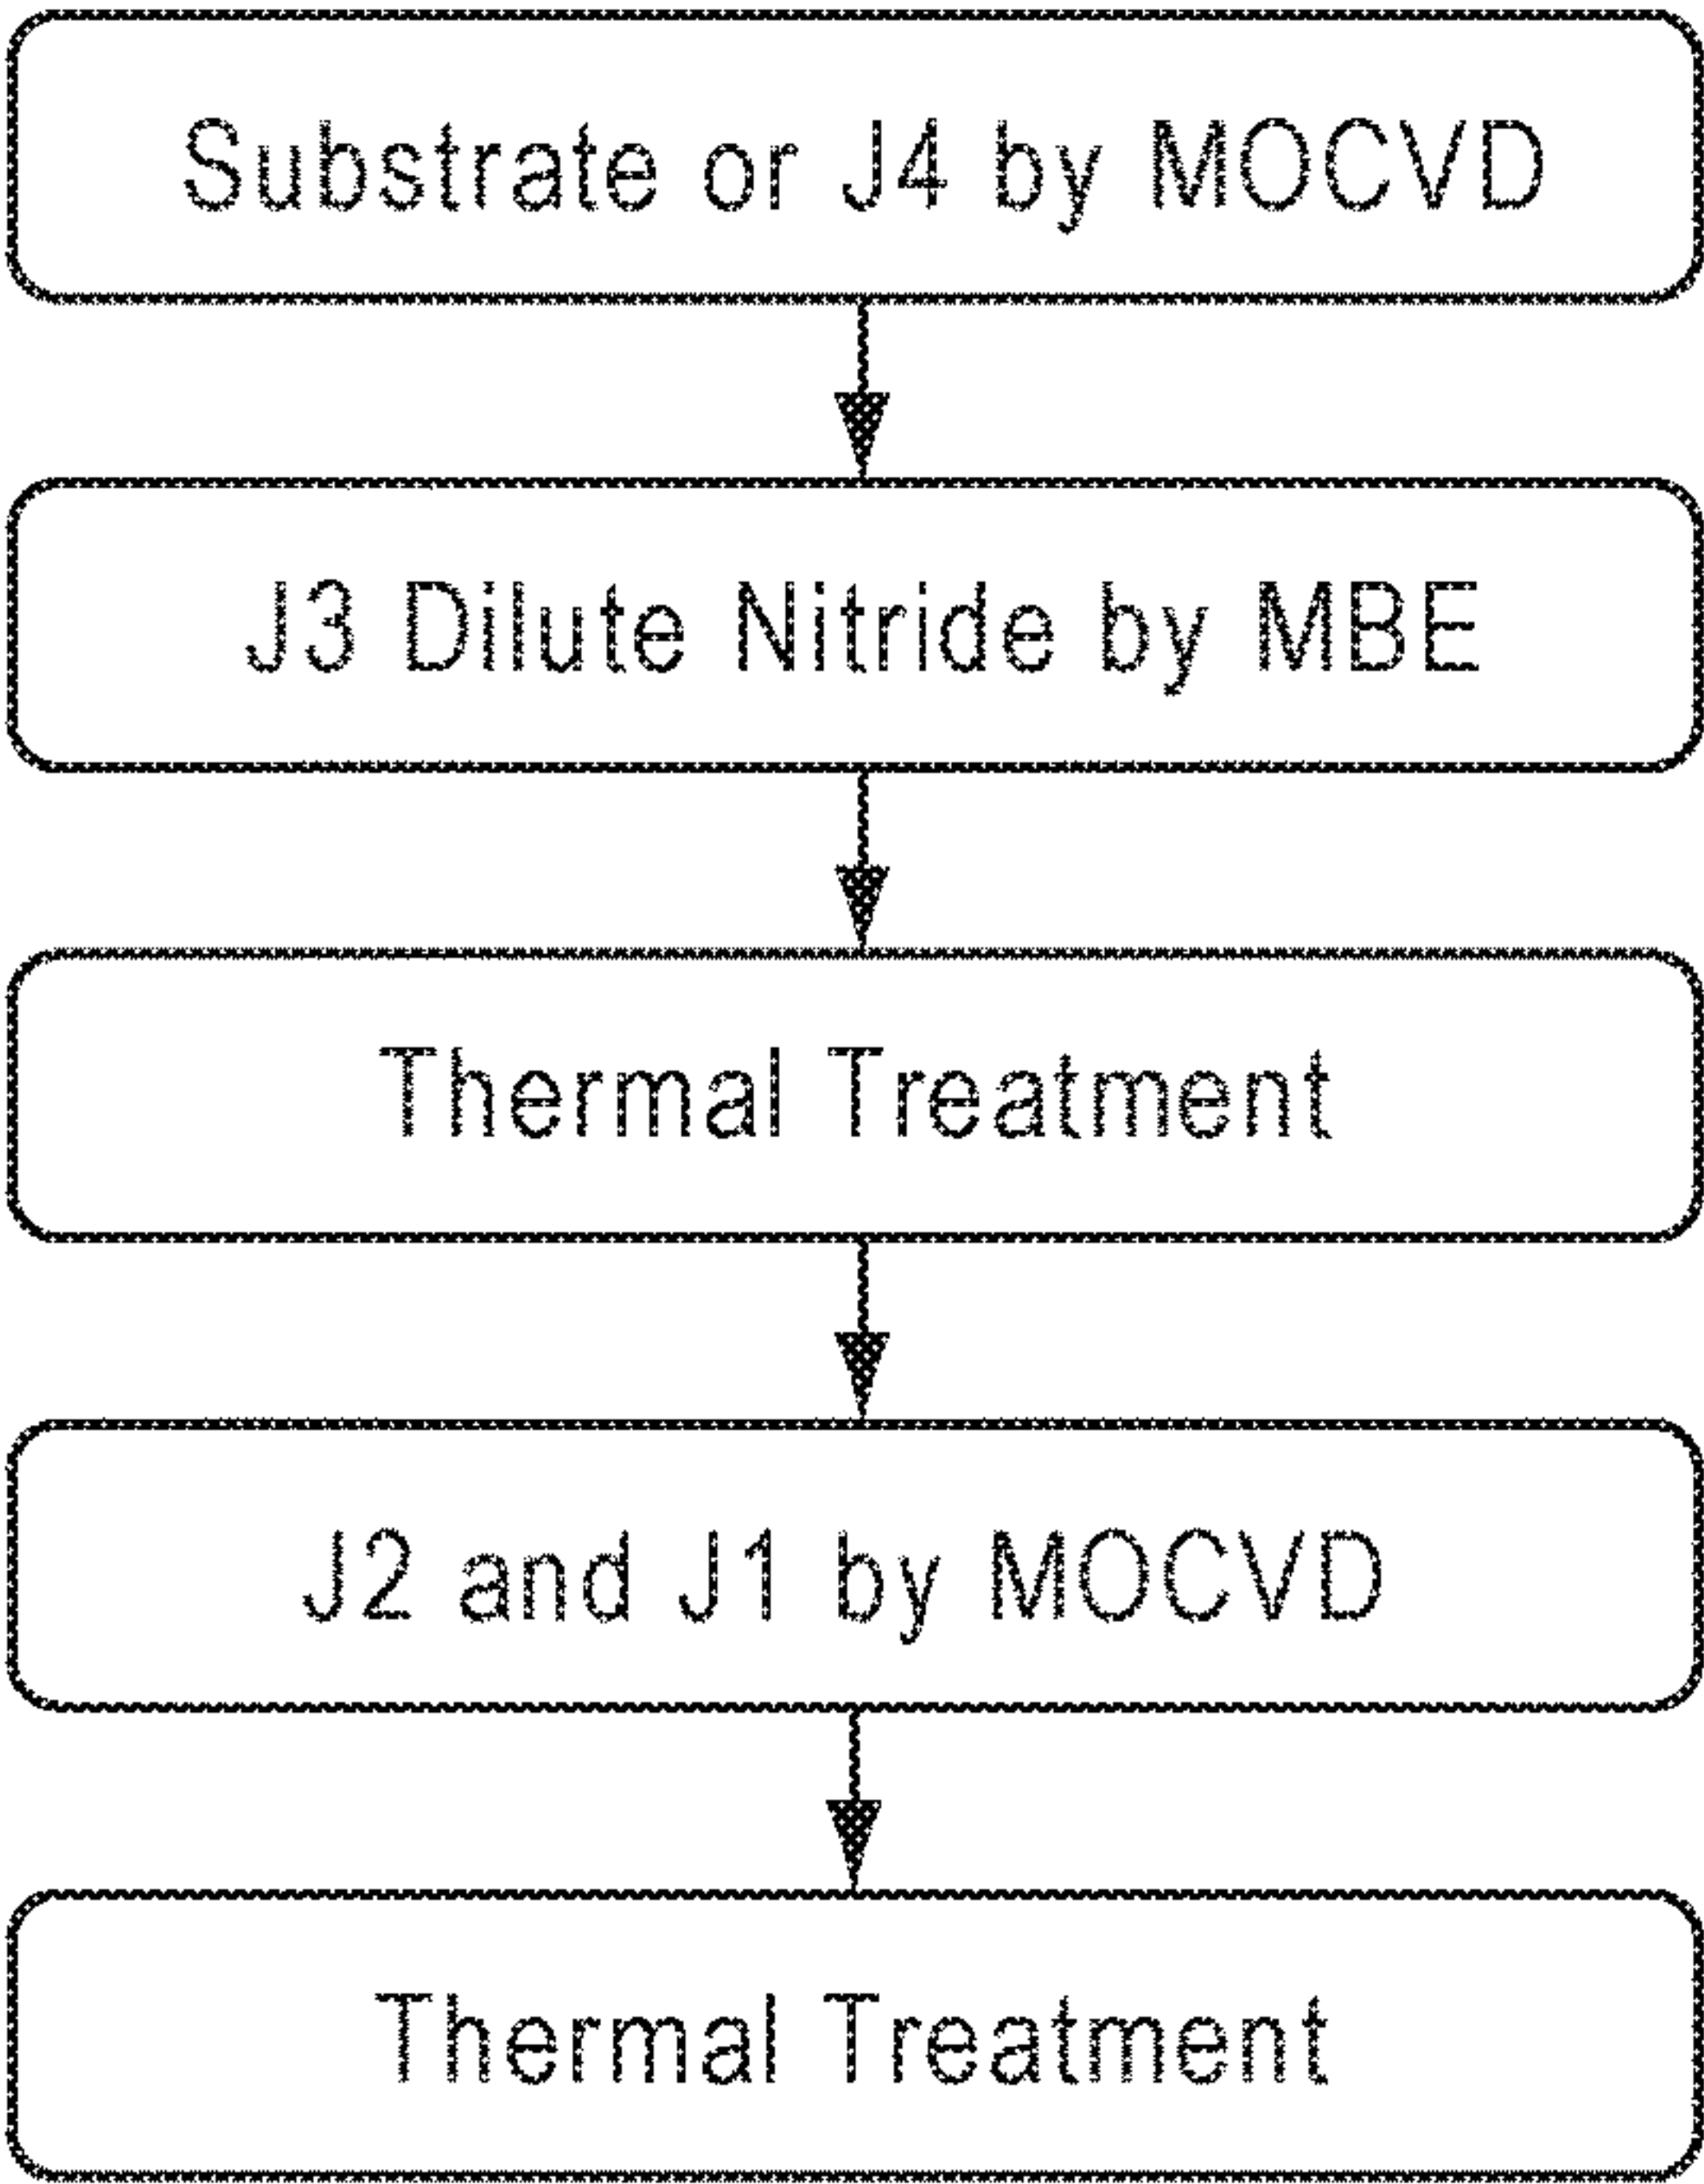 Substrate or J4 by MOCVD
J3 Dilute Nitride by MBE
Thermal Treatment
J2 and J1 by MOCVD
Thermal Treatment